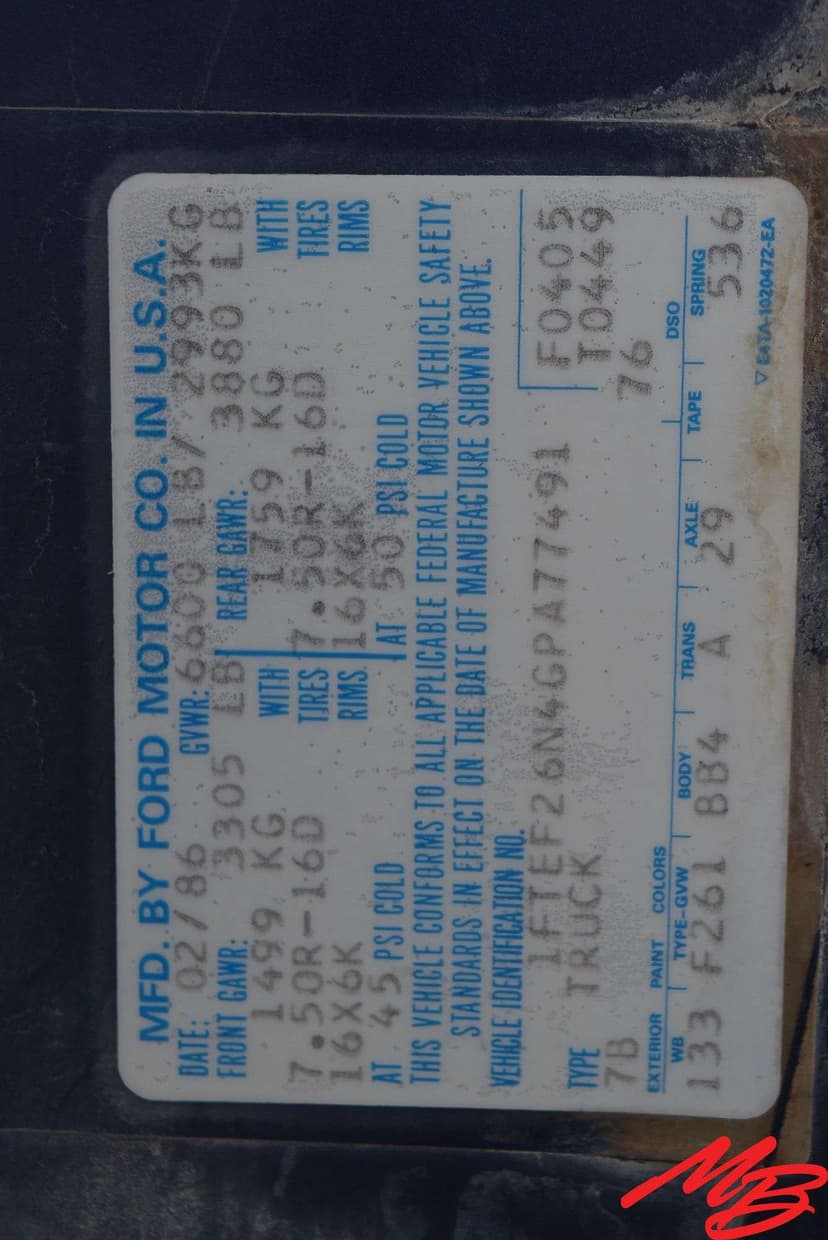 MFD. BY FORD MOTOR CO. IN U.S.A.
DATE: 02/86 GVWR: 6600 LB/ 2993KG
FRONT GAWR: 3305 LB REAR GAWR: 3880 LB
1499 KG WITH 1759 KG WITH
7.50R-16D TIRES 7.50R-16D TIRES
16X6K RIMS 16X6K RIMS
AT 45 PSI COLD AT 50 PSI COLD
THIS VEHICLE CONFORMS TO ALL APPLICABLE FEDERAL MOTOR VEHICLE SAFETY
STANDARDS IN EFFECT ON THE DATE OF MANUFACTURE SHOWN ABOVE.
VEHICLE IDENTIFICATION NO.
1FTEF26N4GPA77491 F0405
TYPE TRUCK T0449
7B 76
EXTERIOR PAINT COLORS DSO
WB TYPE-GVW BODY TRANS AXLE TAPE SPRING
133 F261 BB4 A 29 536
▽ E4TA-1020472-EA
MB